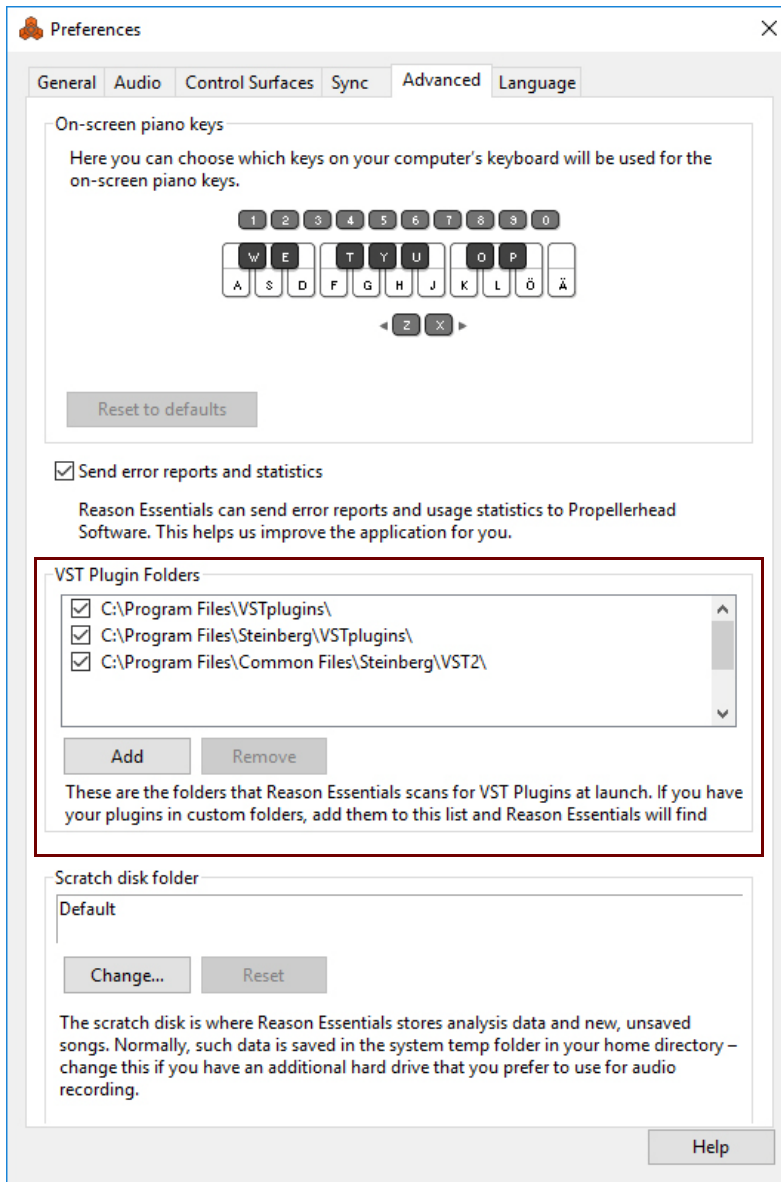 Preferences
General Audio Control Surfaces Sync Advanced Language
On-screen piano keys
Here you can choose which keys on your computer's keyboard will be used for the
on-screen piano keys.
1 2 3 4 5 6 7 8 9 0
W E T Y U O P
A S D F G H J K L Ö Ä
Z X
Reset to defaults
Send error reports and statistics
Reason Essentials can send error reports and usage statistics to Propellerhead
Software. This helps us improve the application for you.
VST Plugin Folders
C:\Program Files\VSTplugins\
C:\Program Files\Steinberg\VSTplugins\
C:\Program Files\Common Files\Steinberg\VST2\
Add Remove
These are the folders that Reason Essentials scans for VST Plugins at launch. If you have
your plugins in custom folders, add them to this list and Reason Essentials will find
Scratch disk folder
Default
Change... Reset
The scratch disk is where Reason Essentials stores analysis data and new, unsaved
songs. Normally, such data is saved in the system temp folder in your home directory –
change this if you have an additional hard drive that you prefer to use for audio
recording.
Help